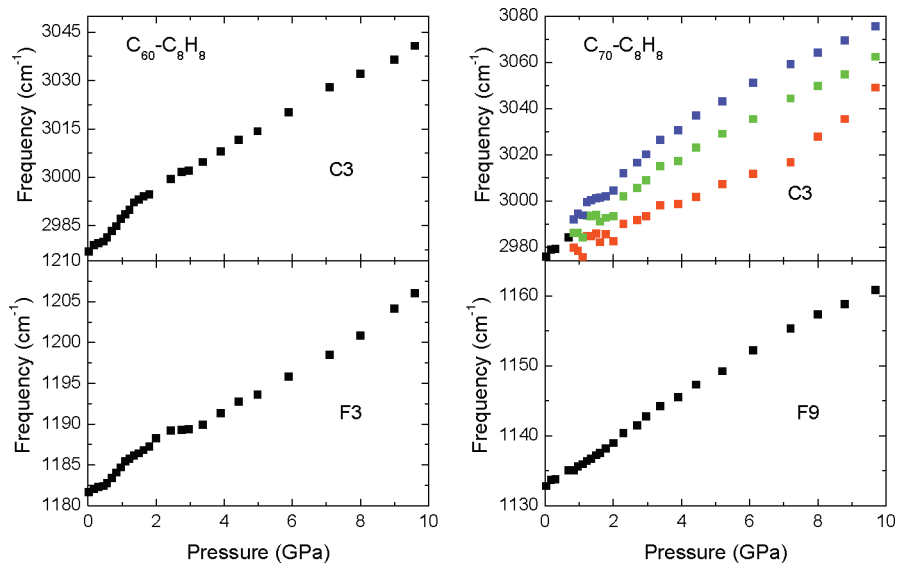 C60-C8H8
C3
Frequency (cm-1)
3045
3030
3015
3000
2985
1210
F3
Frequency (cm-1)
1205
1200
1195
1190
1185
1180
0 2 4 6 8 10
Pressure (GPa)
C70-C8H8
C3
Frequency (cm-1)
3080
3060
3040
3020
3000
2980
F9
Frequency (cm-1)
1160
1150
1140
1130
0 2 4 6 8 10
Pressure (GPa)